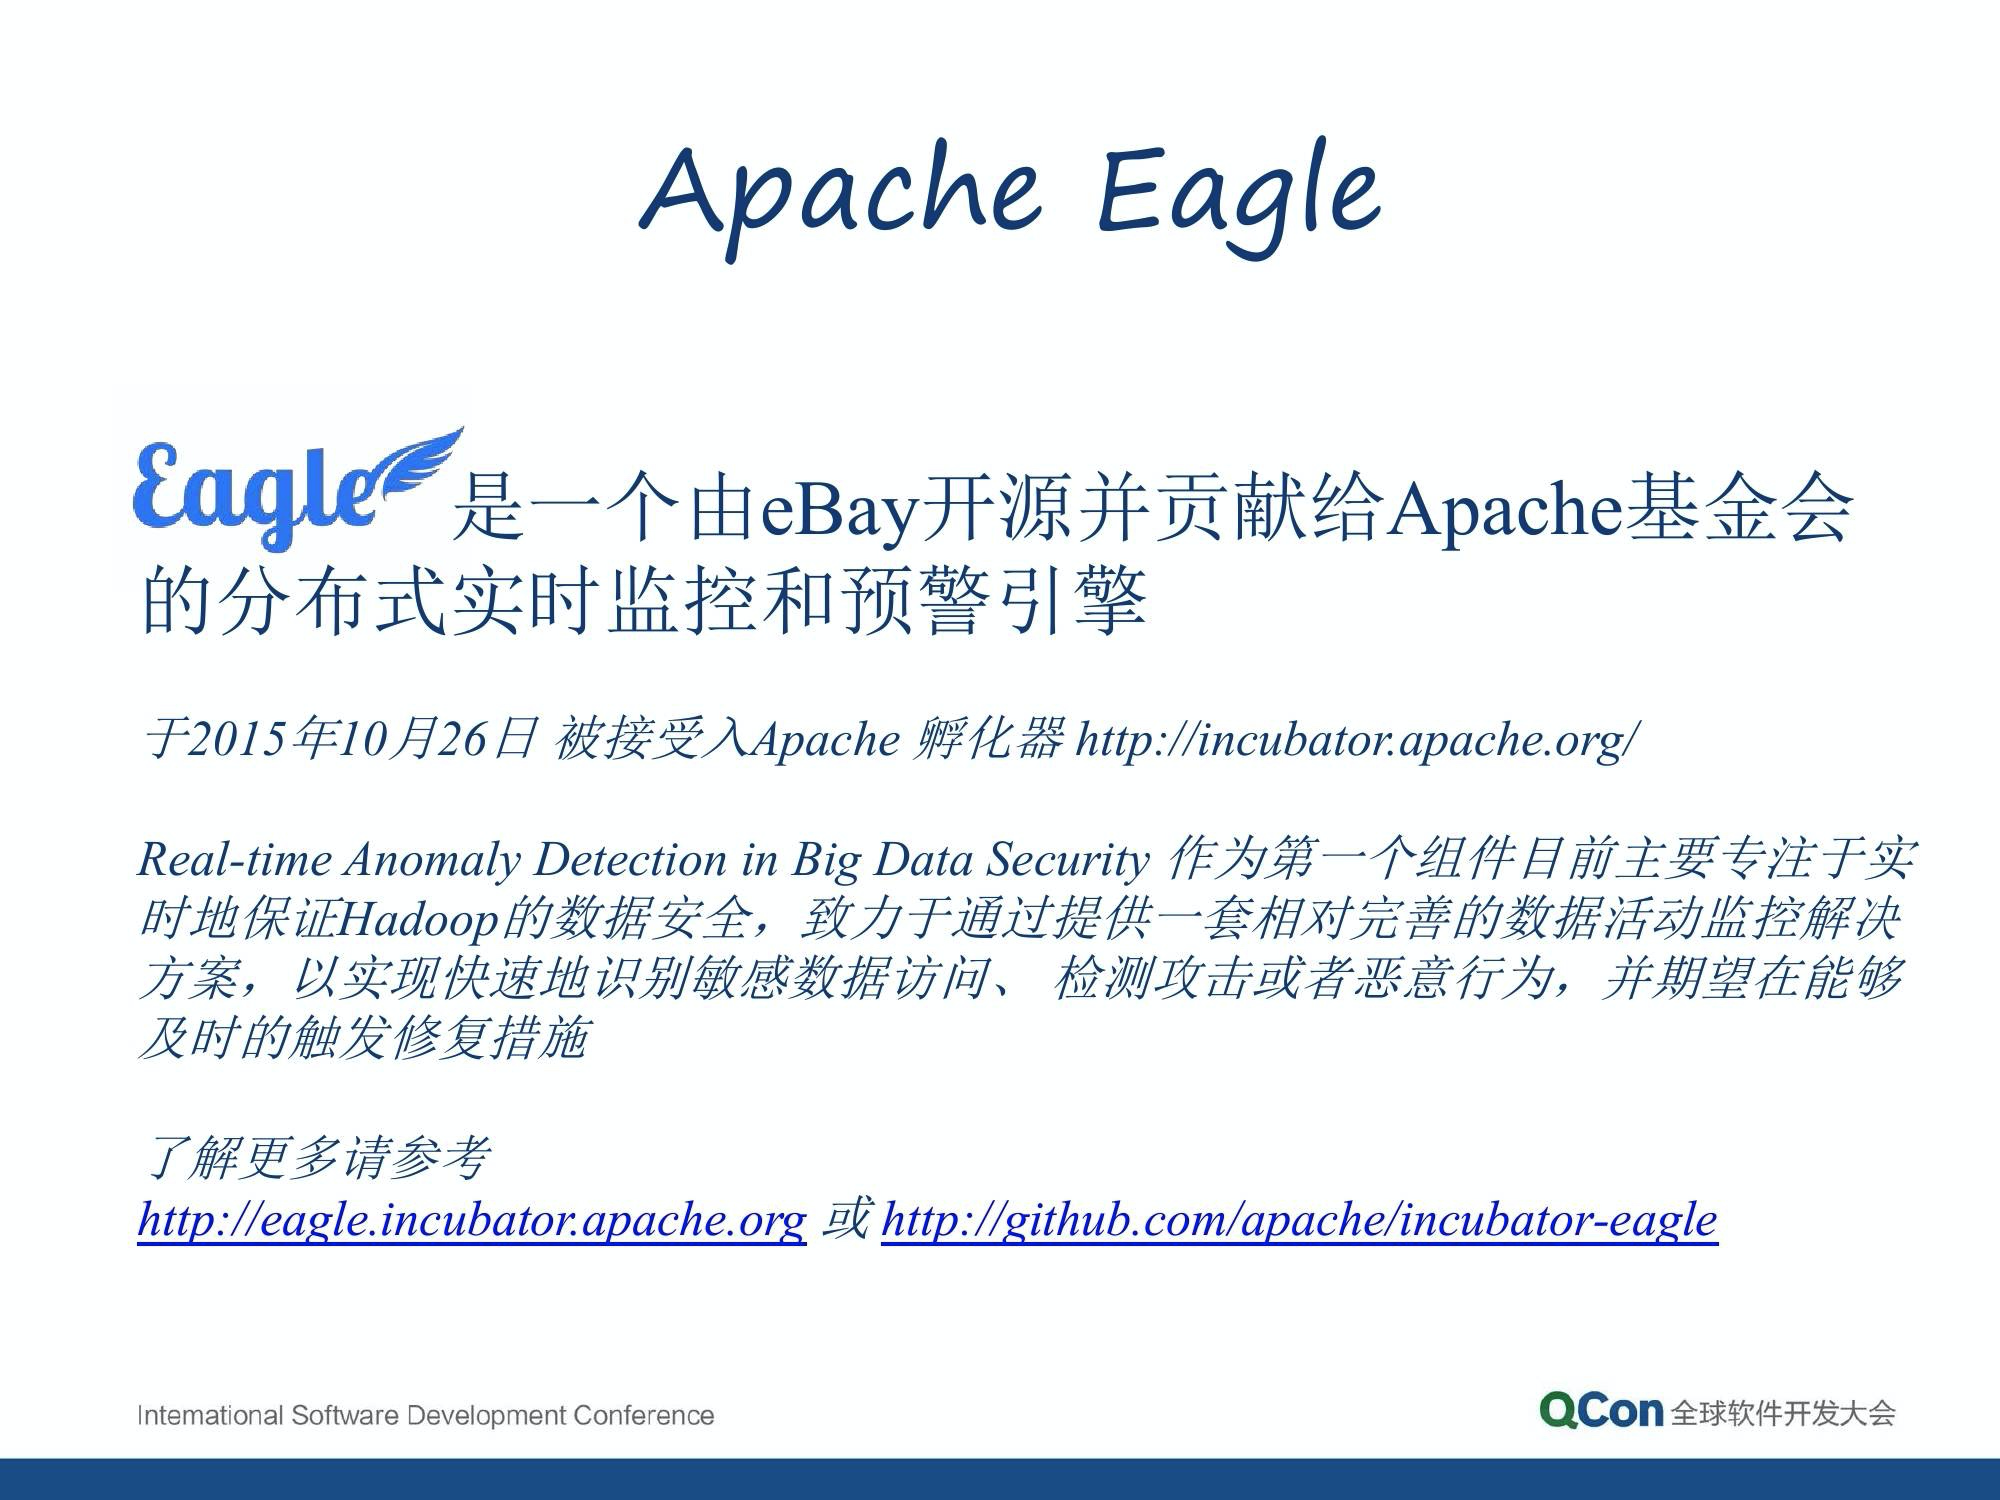 Apache Eagle
Eagle是一个由eBay开源并贡献给Apache基金会
的分布式实时监控和预警引擎
于2015年10月26日 被接受入Apache 孵化器 http://incubator.apache.org/
Real-time Anomaly Detection in Big Data Security 作为第一个组件目前主要专注于实
时地保证Hadoop的数据安全，致力于通过提供一套相对完善的数据活动监控解决
方案，以实现快速地识别敏感数据访问、 检测攻击或者恶意行为，并期望在能够
及时的触发修复措施
了解更多请参考
http://eagle.incubator.apache.org 或 http://github.com/apache/incubator-eagle
International Software Development Conference
QCon 全球软件开发大会